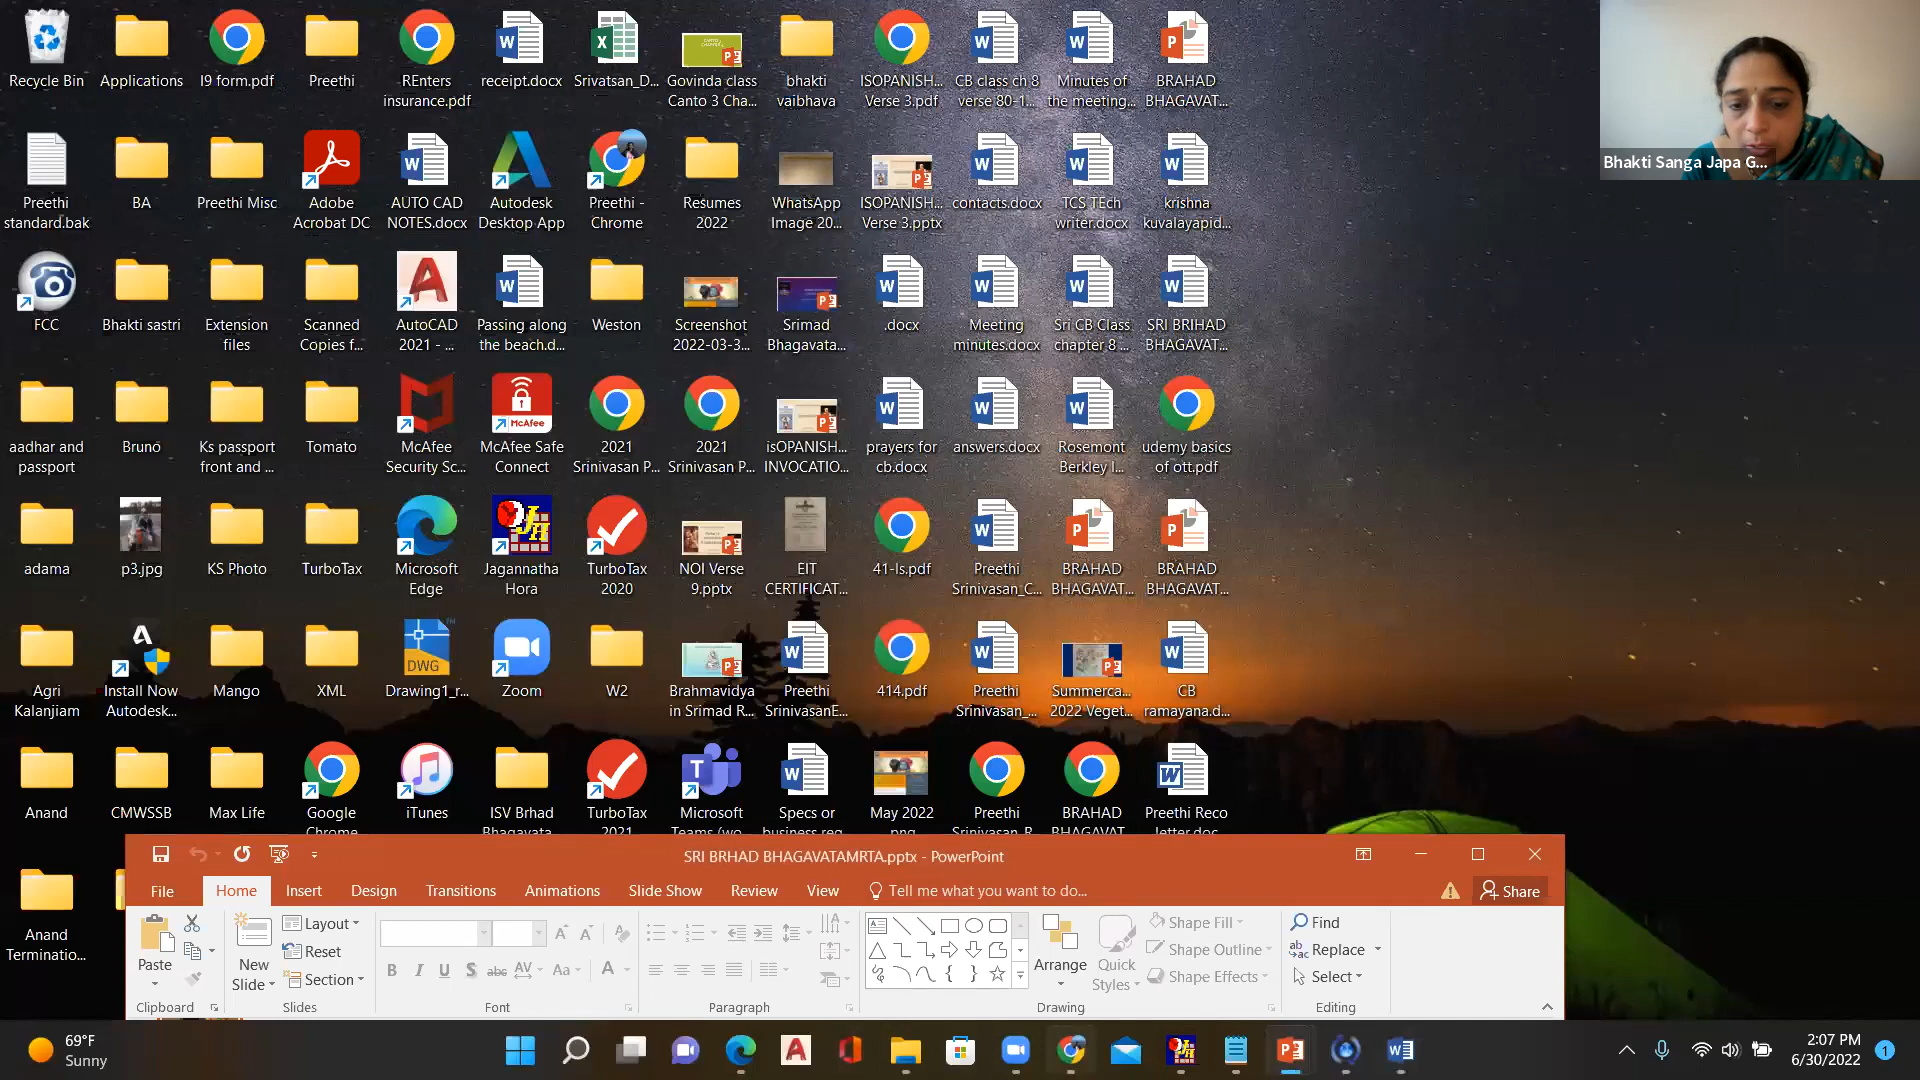 Recycle Bin
Applications
I9 form.pdf
Preethi
REnters
insurance.pdf
receipt.docx
Srivatsan_D...
Govinda class
Canto 3 Cha...
bhakti
vaibhava
ISOPANISH...
Verse 3.pdf
CB class ch 8
verse 80-1...
Minutes of
the meeting...
BRAHAD
BHAGAVAT...
Bhakti Sanga Japa G...
Preethi
standard.bak
BA
Preethi Misc
Adobe
Acrobat DC
AUTO CAD
NOTES.docx
Autodesk
Desktop App
Preethi -
Chrome
Resumes
2022
WhatsApp
Image 20...
ISOPANISH...
Verse 3.pptx
contacts.docx
TCS TEch
writer.docx
krishna
kuvalayapid...
FCC
Bhakti sastri
Extension
files
Scanned
Copies f...
AutoCAD
2021 - ...
Passing along
the beach.d...
Weston
Screenshot
2022-03-3...
Srimad
Bhagavata...
.docx
Meeting
minutes.docx
Sri CB Class
chapter 8 ...
SRI BRIHAD
BHAGAVAT...
aadhar and
passport
Bruno
Ks passport
front and ...
Tomato
McAfee
Security Sc...
McAfee
McAfee Safe
Connect
2021
Srinivasan P...
2021
Srinivasan P...
isOPANISH...
INVOCATIO...
prayers for
cb.docx
answers.docx
Rosemont
Berkley I...
udemy basics
of ott.pdf
adama
p3.jpg
KS Photo
TurboTax
Microsoft
Edge
Jagannatha
Hora
TurboTax
2020
NOI Verse
9.pptx
EIT
CERTIFICAT...
41-Is.pdf
Preethi
Srinivasan_C...
BRAHAD
BHAGAVAT...
BRAHAD
BHAGAVAT...
Agri
Kalanjiam
Install Now
Autodesk...
Mango
XML
DWG
Drawing1_r...
Zoom
W2
Brahmavidya
in Srimad R...
Preethi
SrinivasanE...
414.pdf
Preethi
Srinivasan_...
Summerca...
2022 Veget...
CB
ramayana.d...
Anand
CMWSSB
Max Life
Google
Chrome
iTunes
ISV Brhad
Bhagavata...
TurboTax
2021
Microsoft
Teams (wo...
Specs or
business req...
May 2022
.png
Preethi
Srinivasan_R...
BRAHAD
BHAGAVAT...
Preethi Reco
letter.doc
Anand
Terminatio...
SRI BRHAD BHAGAVATAMRTA.pptx - PowerPoint
File
Home
Insert
Design
Transitions
Animations
Slide Show
Review
View
Tell me what you want to do...
Share
Paste
Clipboard
New
Slide
Layout
Reset
Section
Slides
B I U S abc AV Aa A
Font
Paragraph
Arrange
Quick
Styles
Shape Fill
Shape Outline
Shape Effects
Drawing
Find
Replace
Select
Editing
69°F
Sunny
2:07 PM
6/30/2022
1